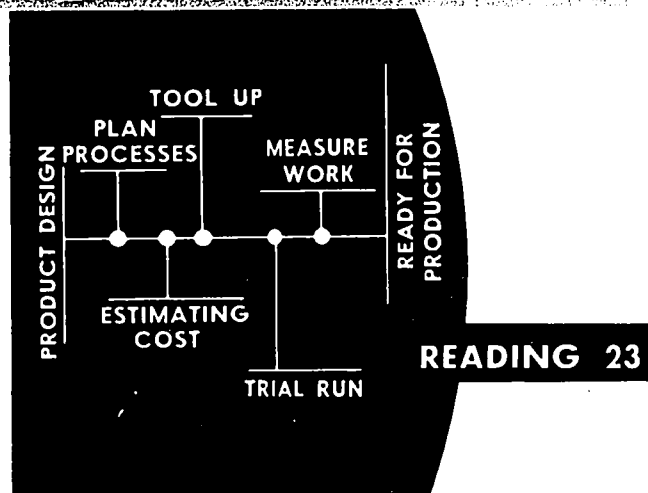 TOOL UP
PLAN
PROCESSES
MEASURE
WORK
PRODUCT DESIGN
READY FOR
PRODUCTION
ESTIMATING
COST
TRIAL RUN
READING 23